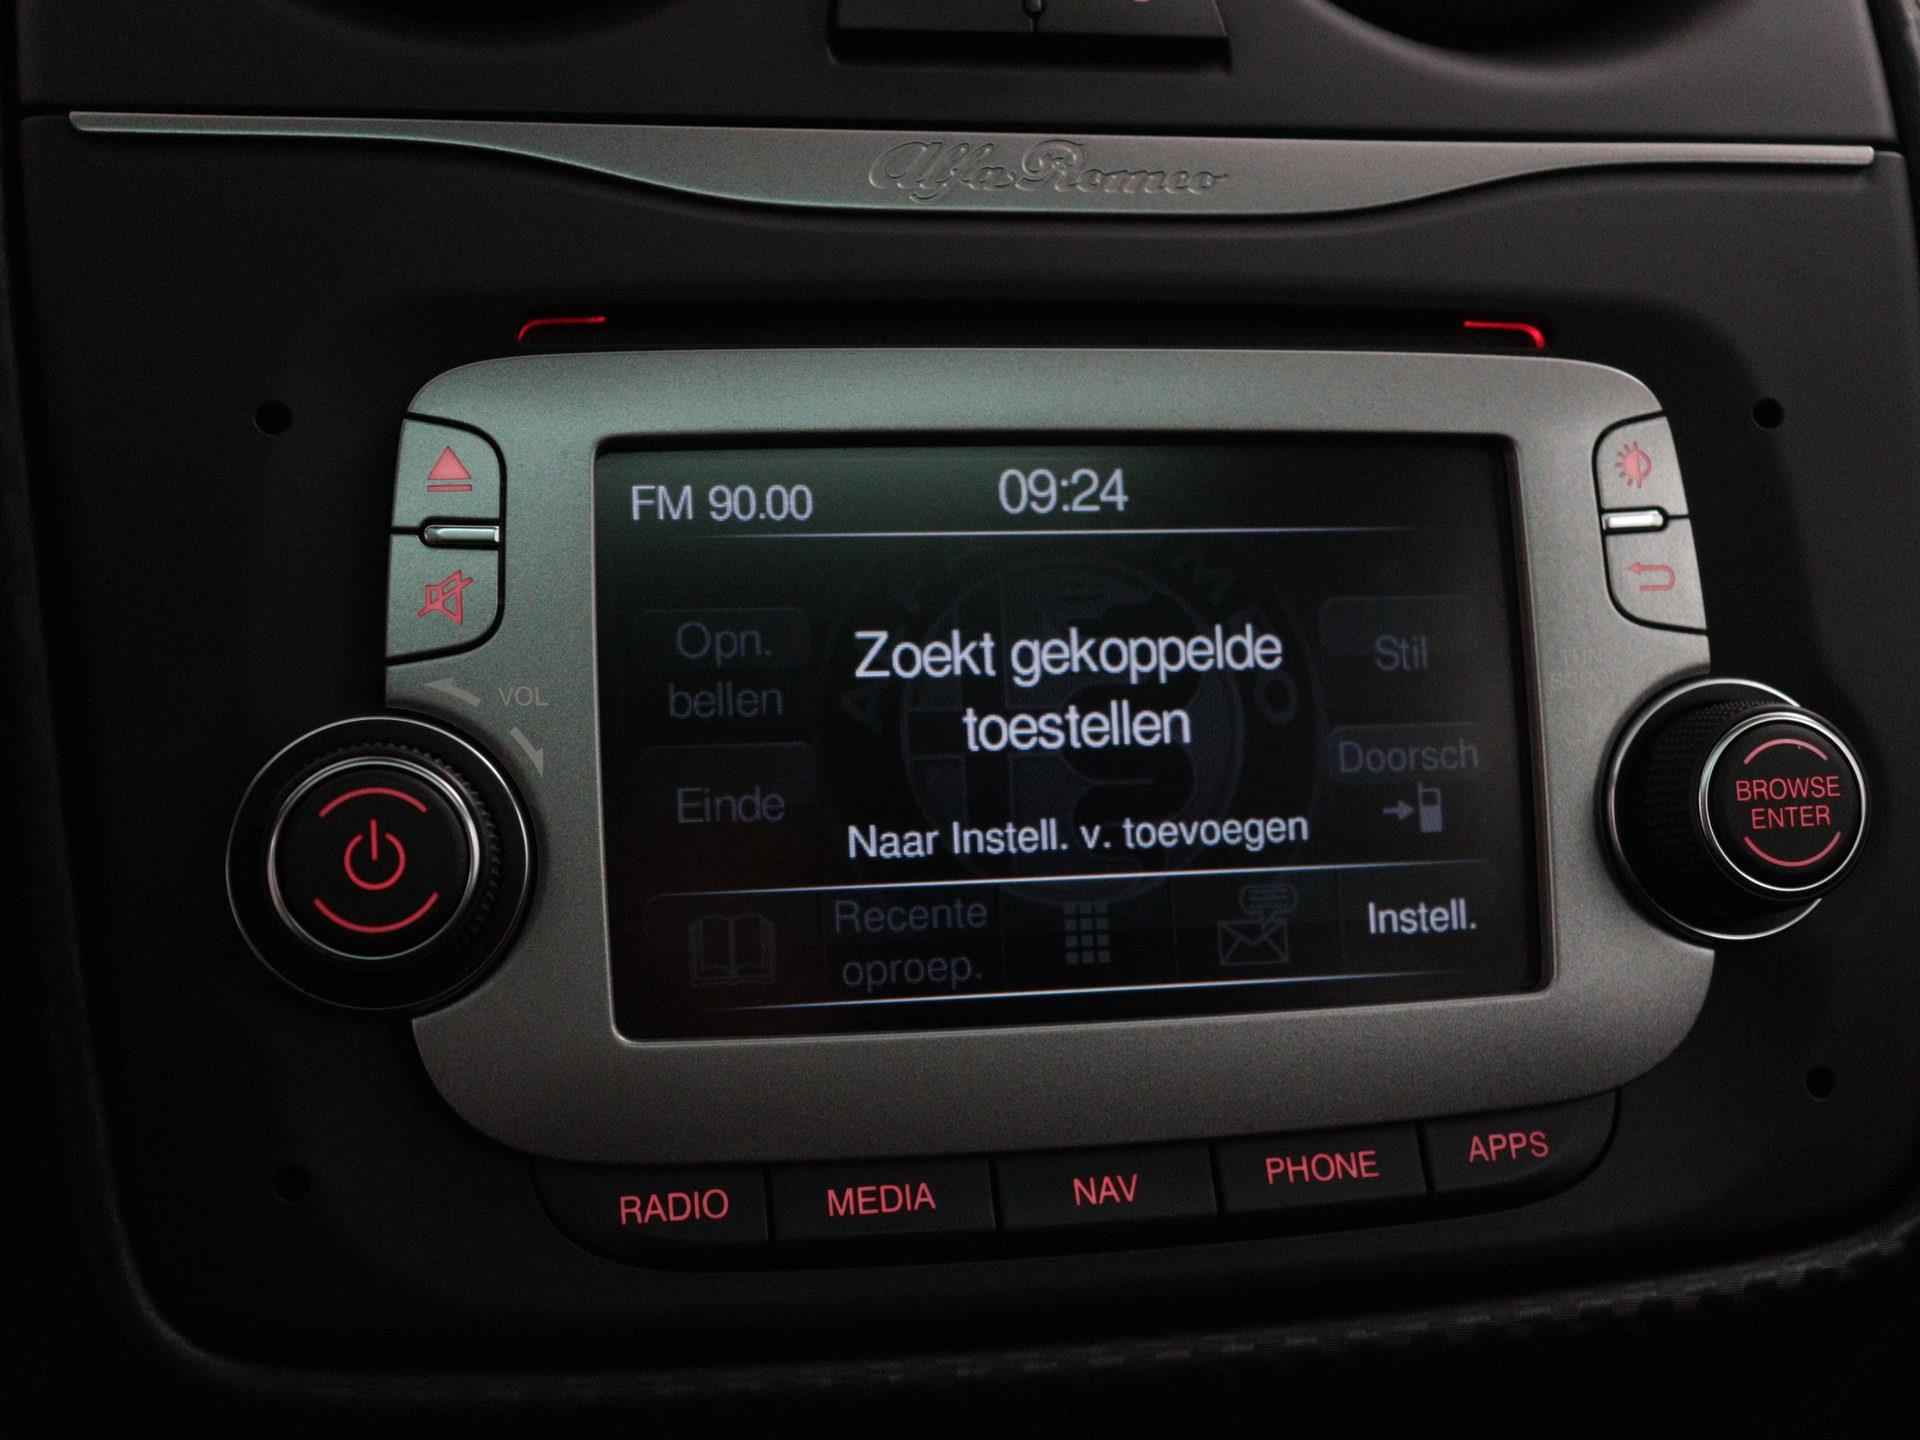 Alfa Romeo
FM 90.00
09:24
Opn.
bellen
Zoekt gekoppelde
toestellen
Stil
Einde
Doorsch
Naar Instell. v. toevoegen
Recente
oproep.
Instell.
VOL
BROWSE
ENTER
RADIO
MEDIA
NAV
PHONE
APPS